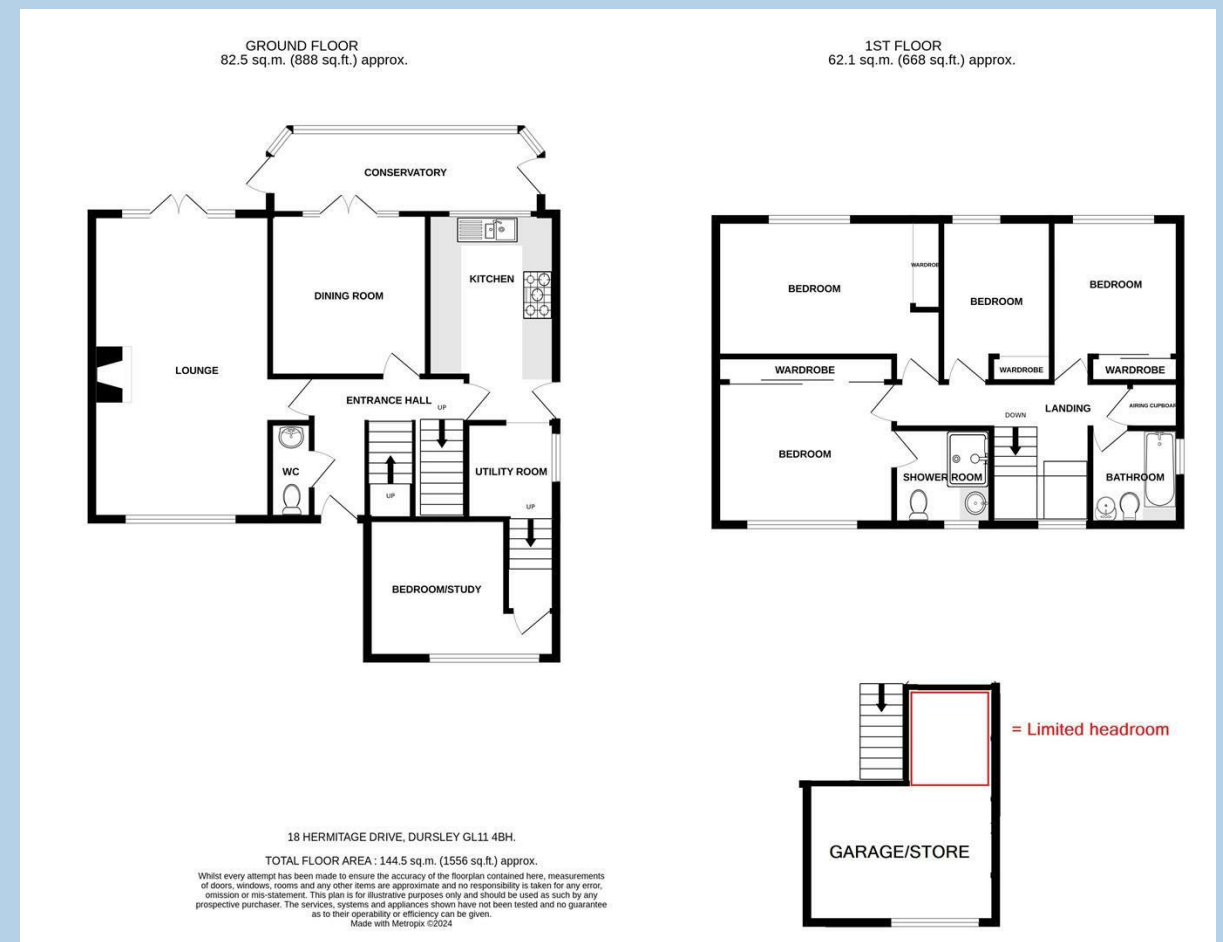 GROUND FLOOR
82.5 sq.m. (888 sq.ft.) approx.
CONSERVATORY
KITCHEN
DINING ROOM
LOUNGE
ENTRANCE HALL
UP
WC
UTILITY ROOM
UP
UP
BEDROOM/STUDY
1ST FLOOR
62.1 sq.m. (668 sq.ft.) approx.
WARDROBE
BEDROOM
BEDROOM
BEDROOM
WARDROBE
WARDROBE
WARDROBE
AIRING CUPBOAR
LANDING
DOWN
BEDROOM
SHOWER ROOM
BATHROOM
= Limited headroom
GARAGE/STORE
18 HERMITAGE DRIVE, DURSLEY GL11 4BH.
TOTAL FLOOR AREA : 144.5 sq.m. (1556 sq.ft.) approx.
Whilst every attempt has been made to ensure the accuracy of the floorplan contained here, measurements
of doors, windows, rooms and any other items are approximate and no responsibility is taken for any error,
omission or mis-statement. This plan is for illustrative purposes only and should be used as such by any
prospective purchaser. The services, systems and appliances shown have not been tested and no guarantee
as to their operability or efficiency can be given.
Made with Metropix ©2024